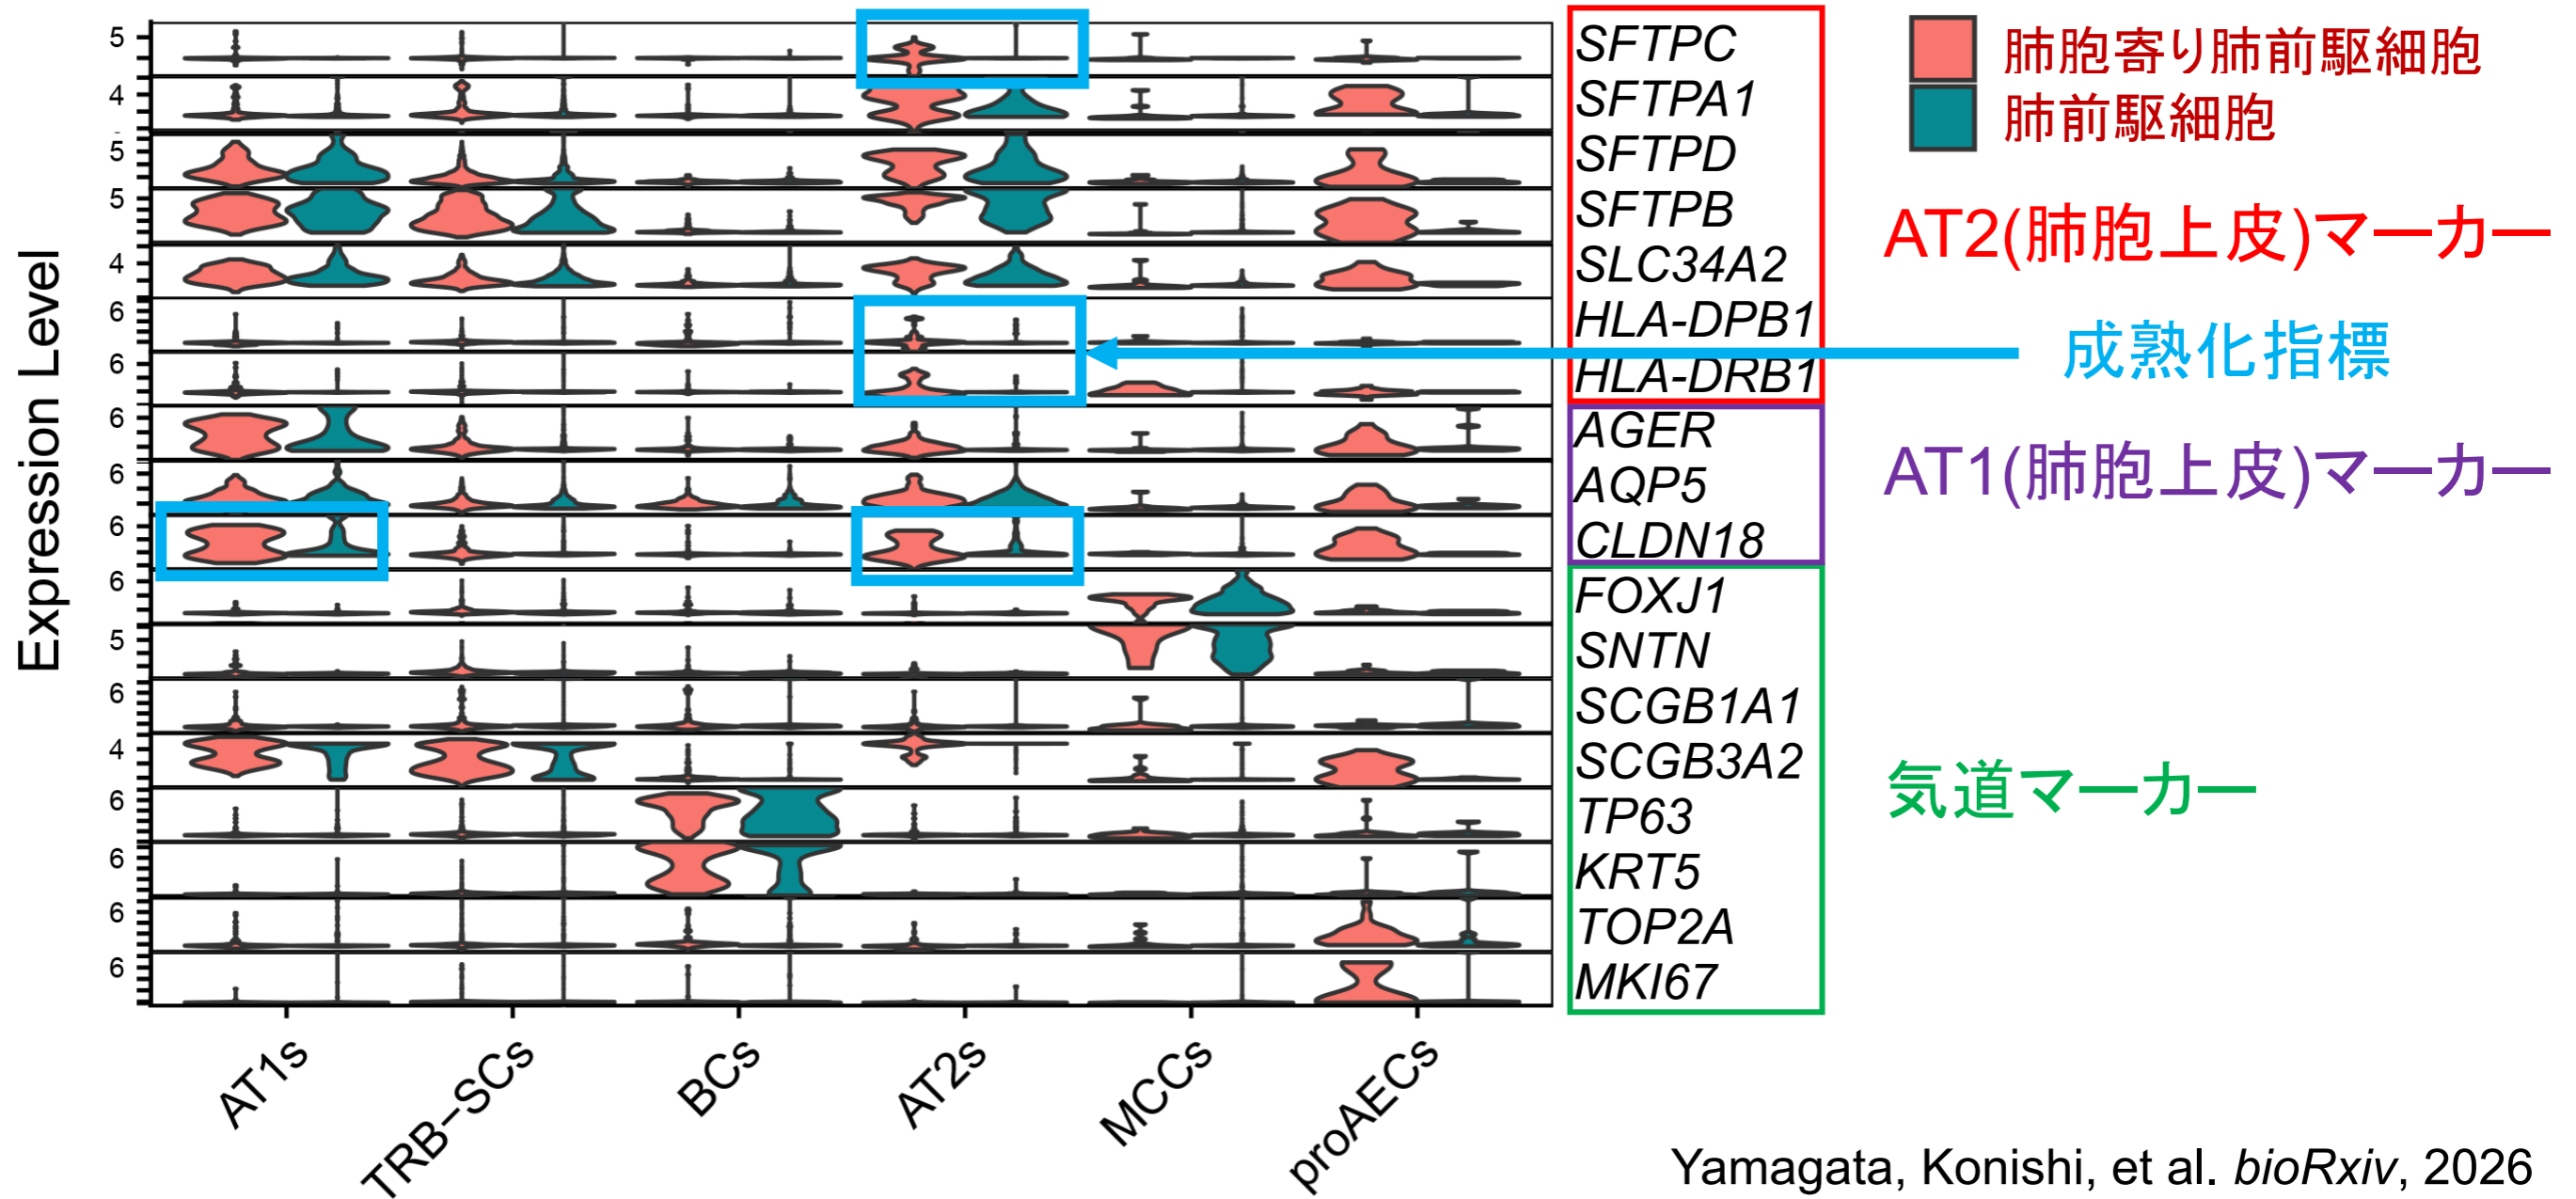 Expression Level
5
4
5
5
4
6
6
6
6
6
6
5
6
4
6
6
6
6
SFTPC
SFTPA1
SFTPD
SFTPB
SLC34A2
HLA-DPB1
HLA-DRB1
AGER
AQP5
CLDN18
FOXJ1
SNTN
SCGB1A1
SCGB3A2
TP63
KRT5
TOP2A
MKI67
肺胞寄り肺前駆細胞
肺前駆細胞
AT2(肺胞上皮)マーカー
成熟化指標
AT1(肺胞上皮)マーカー
気道マーカー
AT1s
TRB-SCs
BCs
AT2s
MCCs
proAECs
Yamagata, Konishi, et al. bioRxiv, 2026